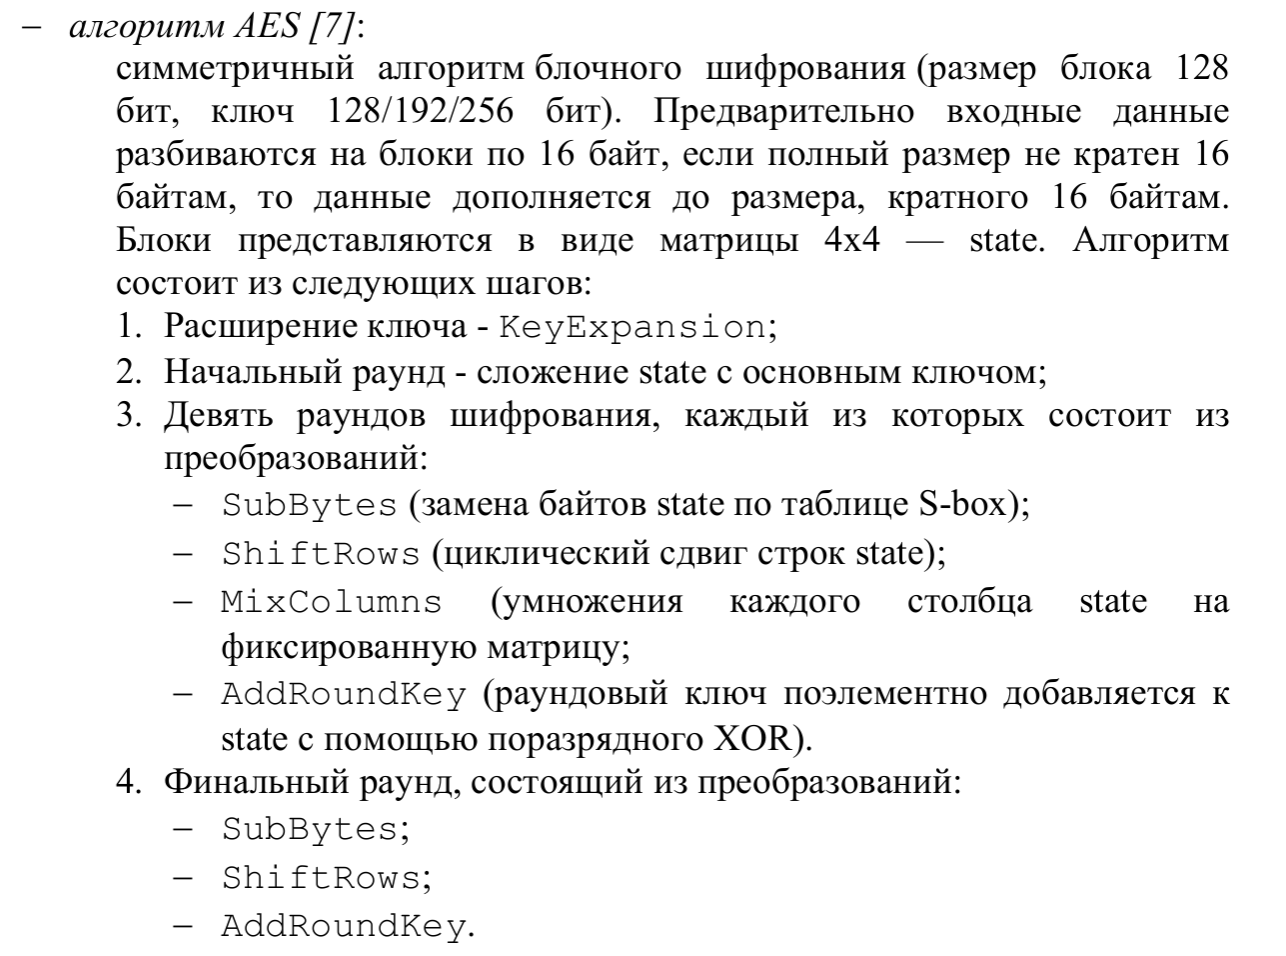 – алгоритм AES [7]:
симметричный алгоритм блочного шифрования (размер блока 128
бит, ключ 128/192/256 бит). Предварительно входные данные
разбиваются на блоки по 16 байт, если полный размер не кратен 16
байтам, то данные дополняется до размера, кратного 16 байтам.
Блоки представляются в виде матрицы 4x4 — state. Алгоритм
состоит из следующих шагов:
1. Расширение ключа - KeyExpansion;
2. Начальный раунд - сложение state с основным ключом;
3. Девять раундов шифрования, каждый из которых состоит из
преобразований:
– SubBytes (замена байтов state по таблице S-box);
– ShiftRows (циклический сдвиг строк state);
– MixColumns (умножения каждого столбца state на
фиксированную матрицу;
– AddRoundKey (раундовый ключ поэлементно добавляется к
state с помощью поразрядного XOR).
4. Финальный раунд, состоящий из преобразований:
– SubBytes;
– ShiftRows;
– AddRoundKey.